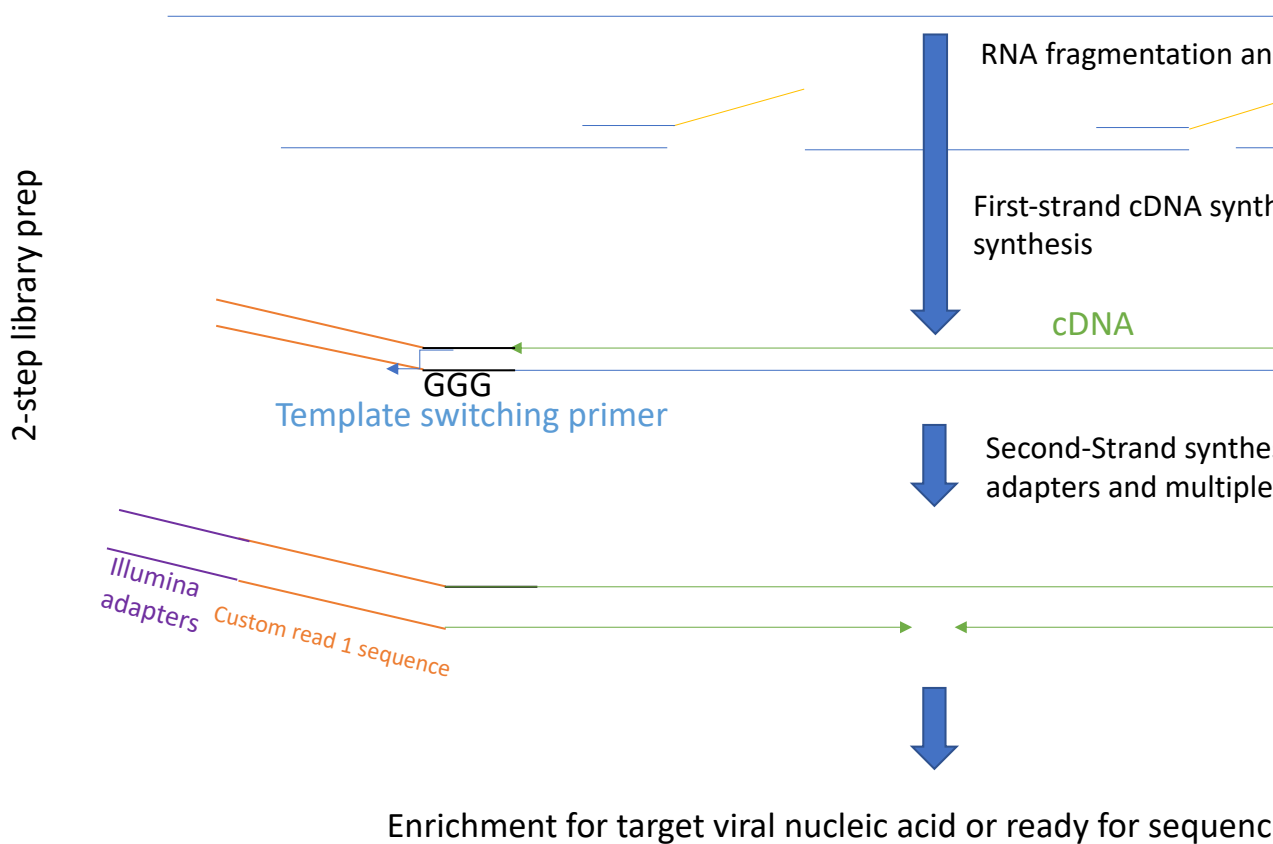 2-step library prep
RNA fragmentation an
First-strand cDNA synth
synthesis
cDNA
GGG
Template switching primer
Second-Strand synthe
adapters and multiple
Illumina
adapters
Custom read 1 sequence
Enrichment for target viral nucleic acid or ready for sequenc